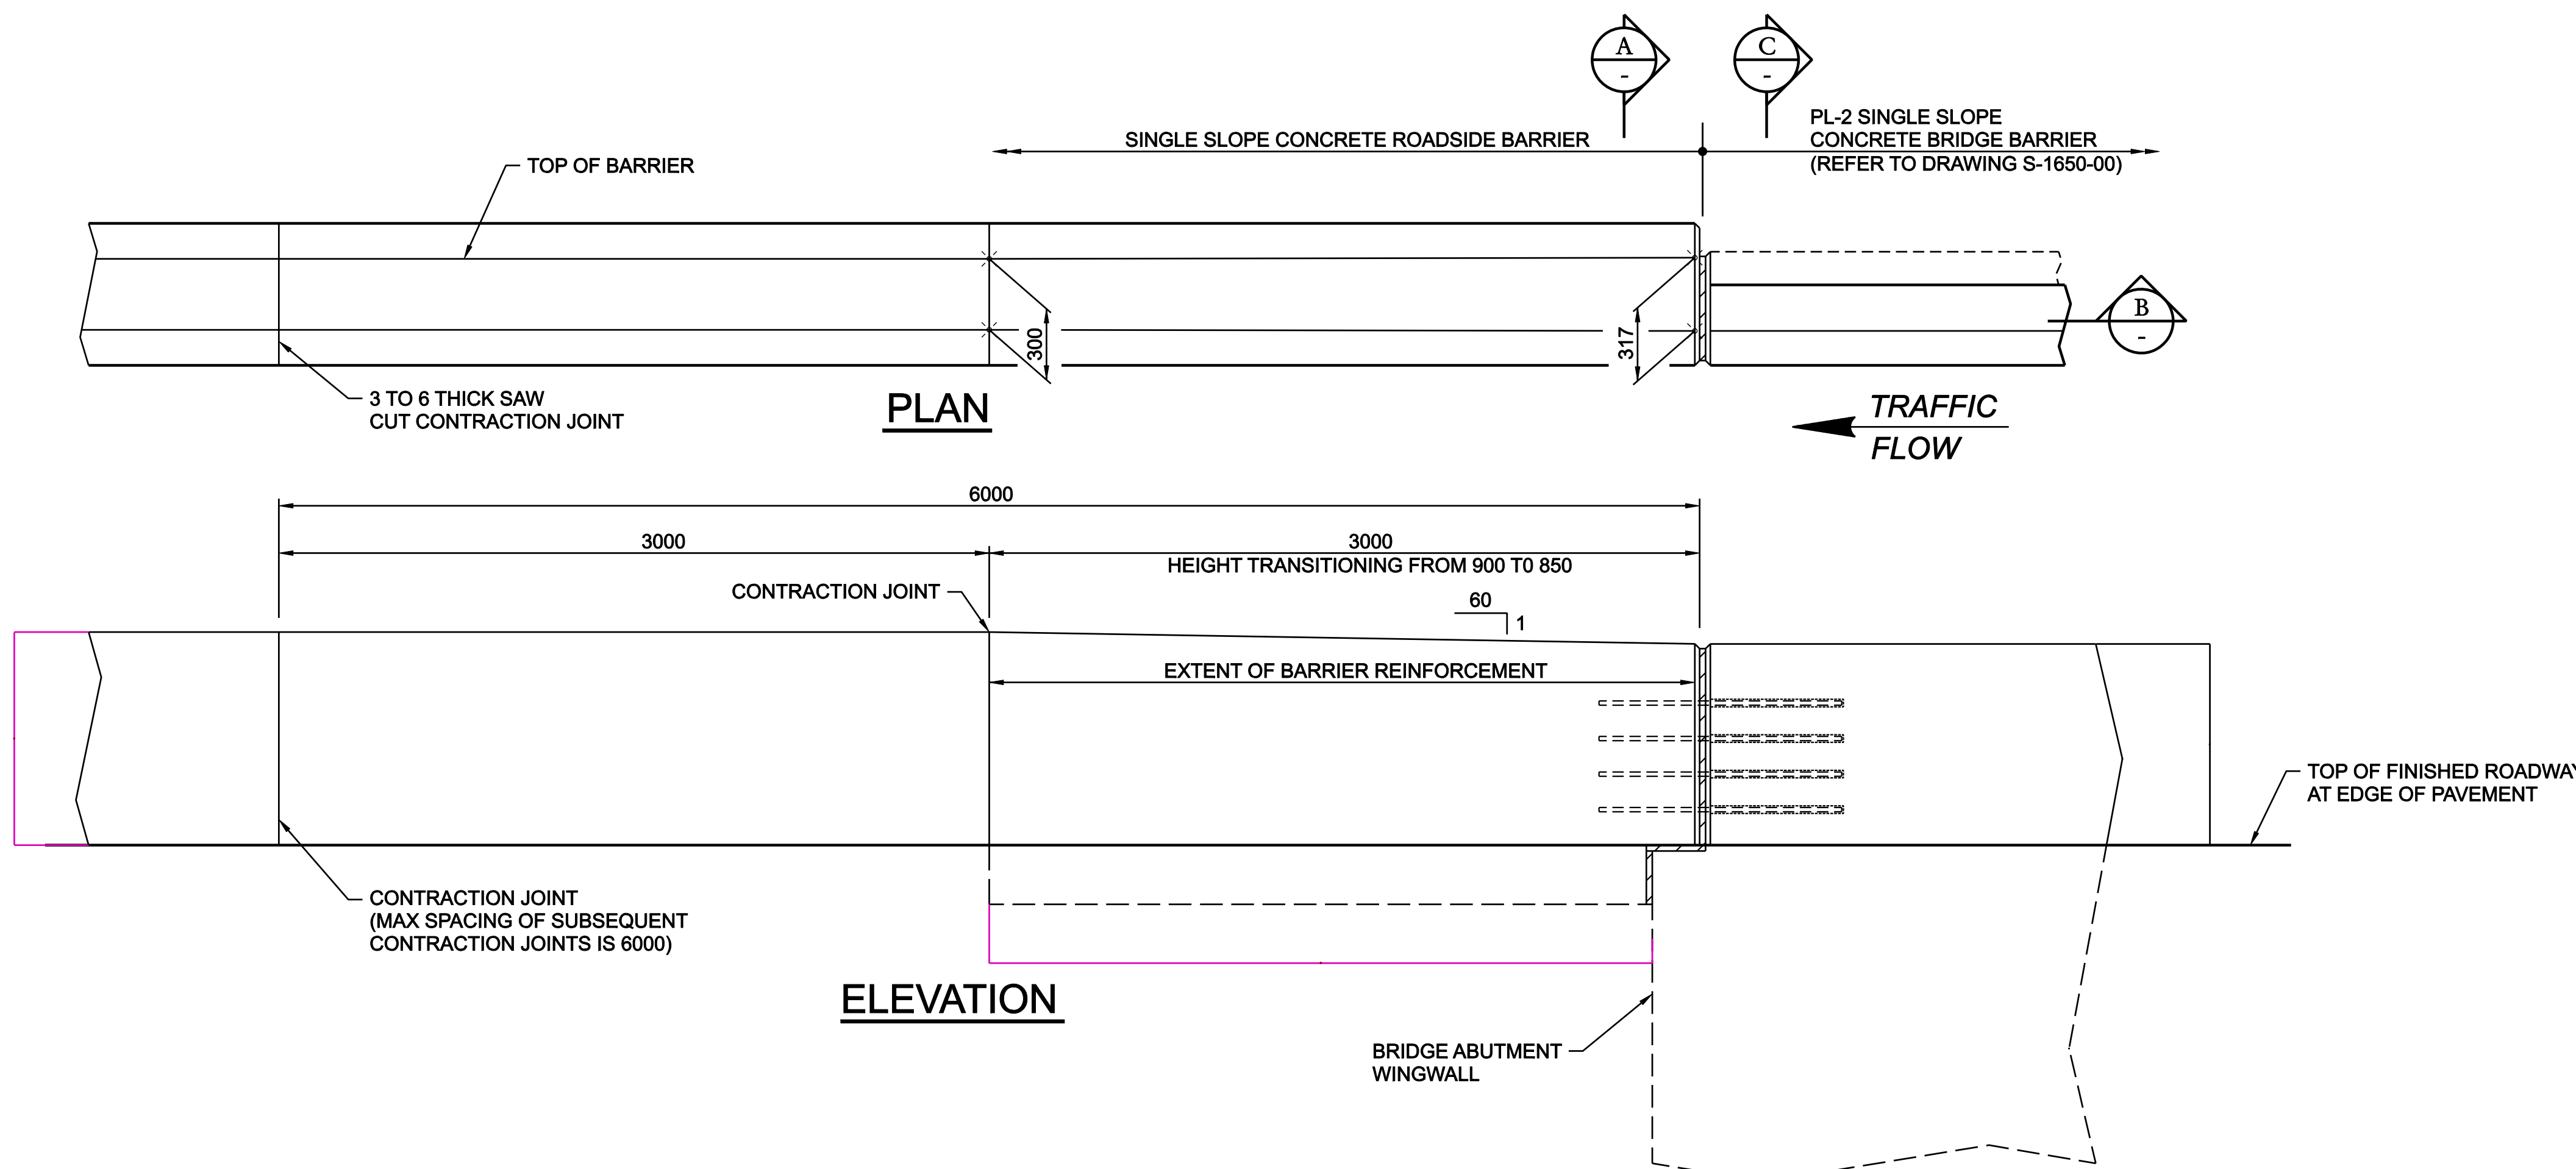 A
-
C
-
PL-2 SINGLE SLOPE
CONCRETE BRIDGE BARRIER
(REFER TO DRAWING S-1650-00)
SINGLE SLOPE CONCRETE ROADSIDE BARRIER
TOP OF BARRIER
B
-
300
317
3 TO 6 THICK SAW
CUT CONTRACTION JOINT
PLAN
TRAFFIC
FLOW
6000
3000
3000
HEIGHT TRANSITIONING FROM 900 T0 850
CONTRACTION JOINT
60
1
EXTENT OF BARRIER REINFORCEMENT
TOP OF FINISHED ROADWAY
AT EDGE OF PAVEMENT
CONTRACTION JOINT
(MAX SPACING OF SUBSEQUENT
CONTRACTION JOINTS IS 6000)
ELEVATION
BRIDGE ABUTMENT
WINGWALL